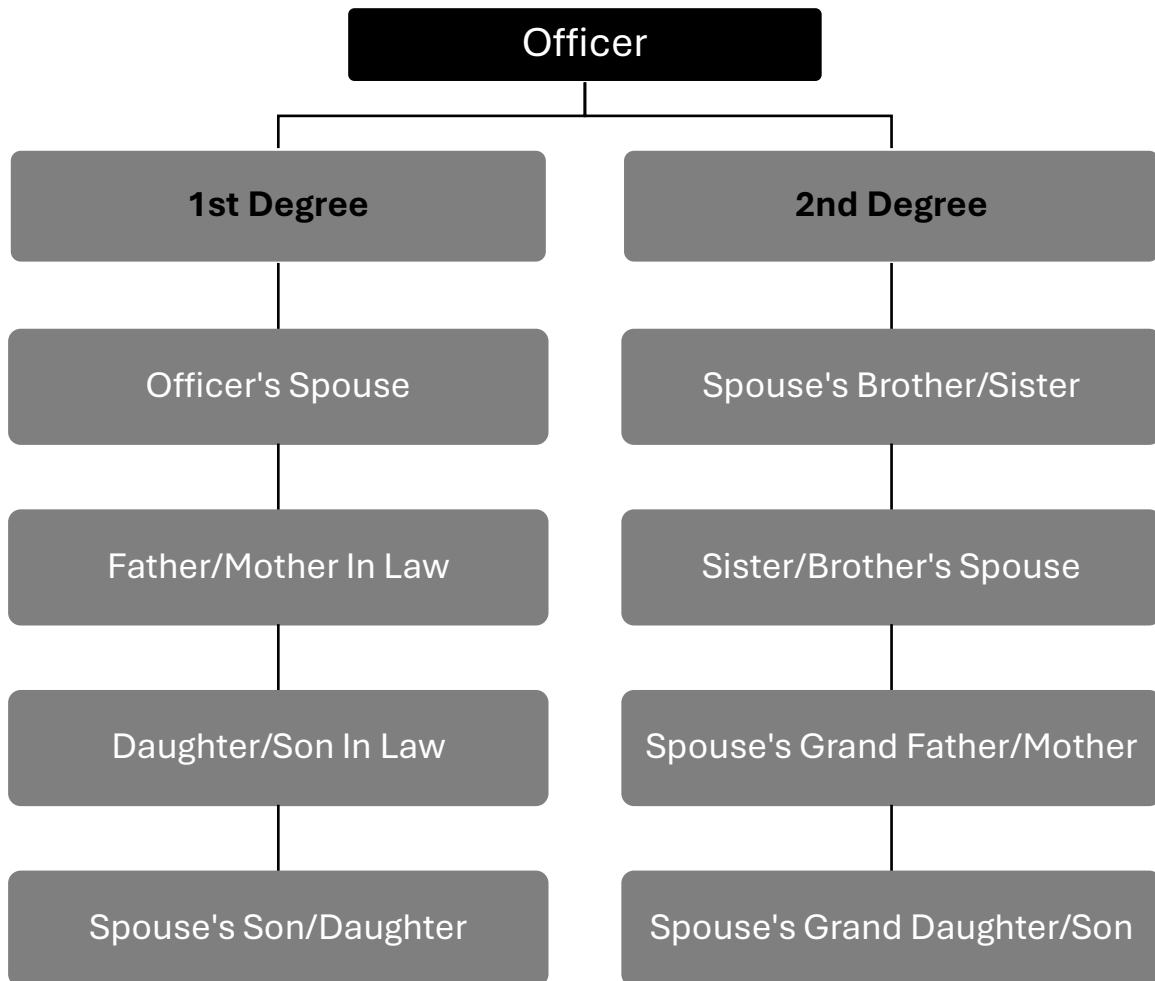 Officer
1st Degree
Officer's Spouse
Father/Mother In Law
Daughter/Son In Law
Spouse's Son/Daughter
2nd Degree
Spouse's Brother/Sister
Sister/Brother's Spouse
Spouse's Grand Father/Mother
Spouse's Grand Daughter/Son